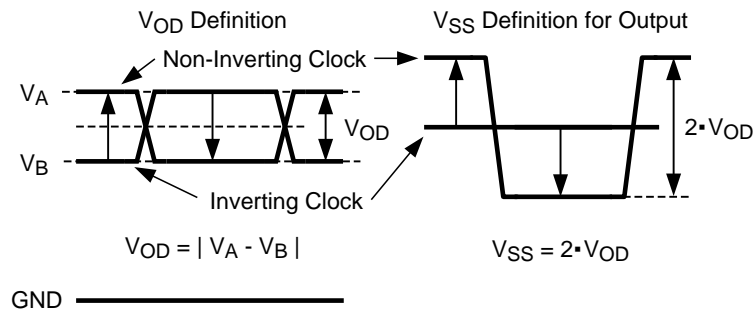 VOD Definition
VSS Definition for Output
Non-Inverting Clock
VA
VOD
2·VOD
VB
Inverting Clock
VOD = | VA - VB |
VSS = 2·VOD
GND